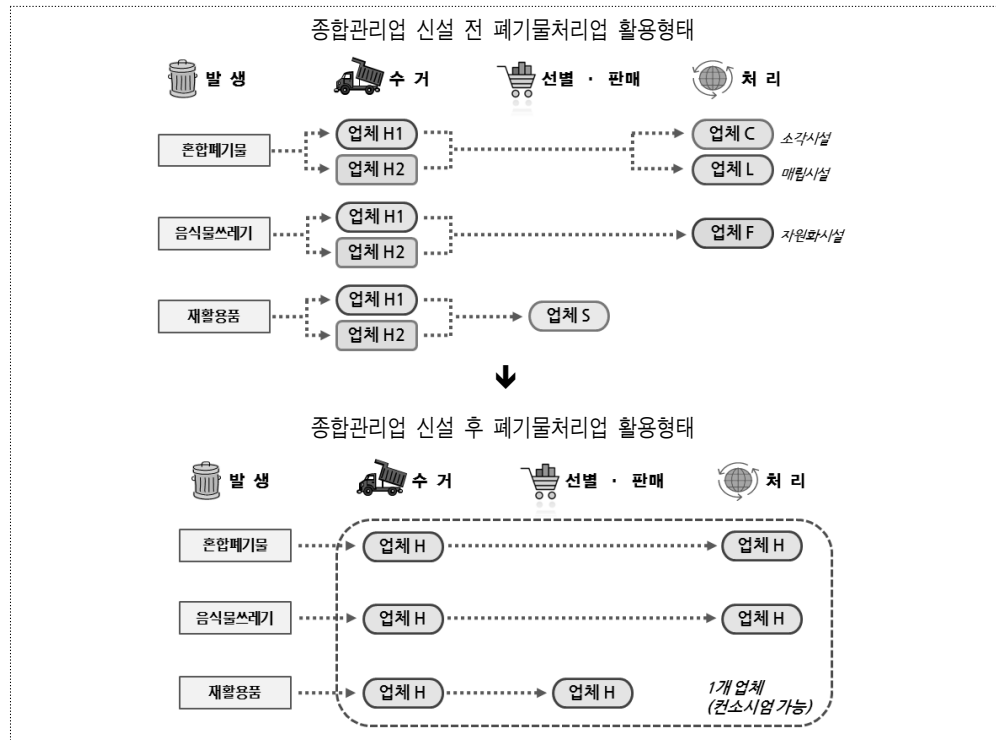 종합관리업 신설 전 폐기물처리업 활용형태
발 생 수 거 선별 · 판매 처 리
혼합폐기물
업체 H1
업체 H2
업체 C 소각시설
업체 L 매립시설
음식물쓰레기
업체 H1
업체 H2
업체 F 자원화시설
재활용품
업체 H1
업체 H2
업체 S
종합관리업 신설 후 폐기물처리업 활용형태
발 생 수 거 선별 · 판매 처 리
혼합폐기물 업체 H 업체 H
음식물쓰레기 업체 H 업체 H
재활용품 업체 H 업체 H
1개 업체
(컨소시엄 가능)